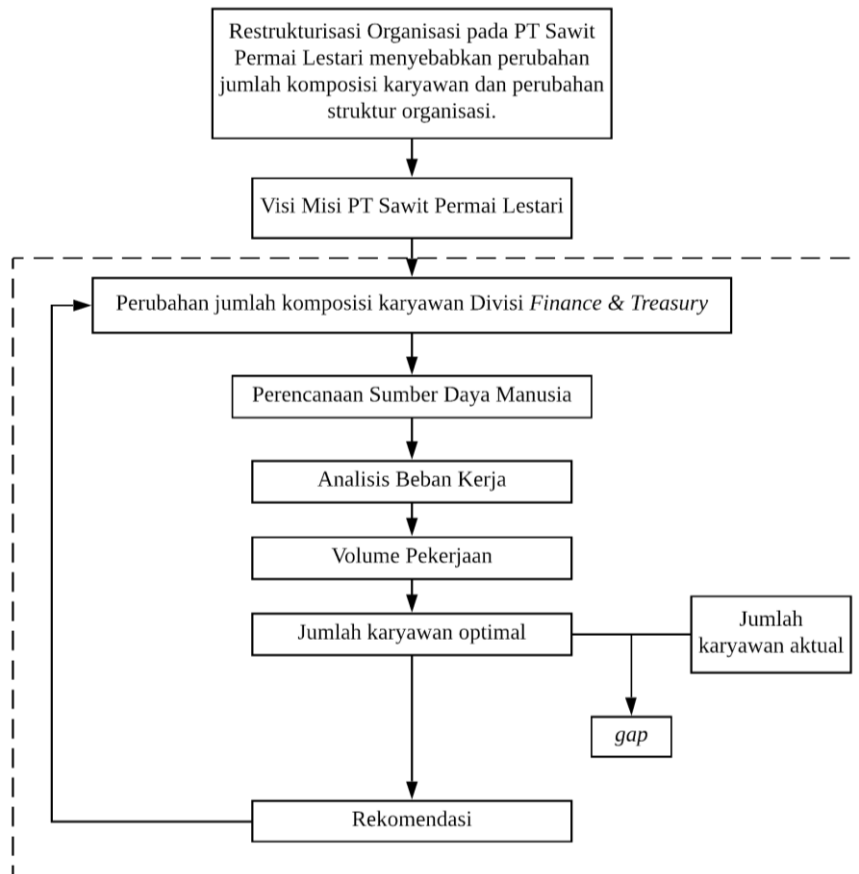 Restrukturisasi Organisasi pada PT Sawit
Permai Lestari menyebabkan perubahan
jumlah komposisi karyawan dan perubahan
struktur organisasi.
Visi Misi PT Sawit Permai Lestari
Perubahan jumlah komposisi karyawan Divisi Finance & Treasury
Perencanaan Sumber Daya Manusia
Analisis Beban Kerja
Volume Pekerjaan
Jumlah karyawan optimal
Jumlah
karyawan aktual
gap
Rekomendasi